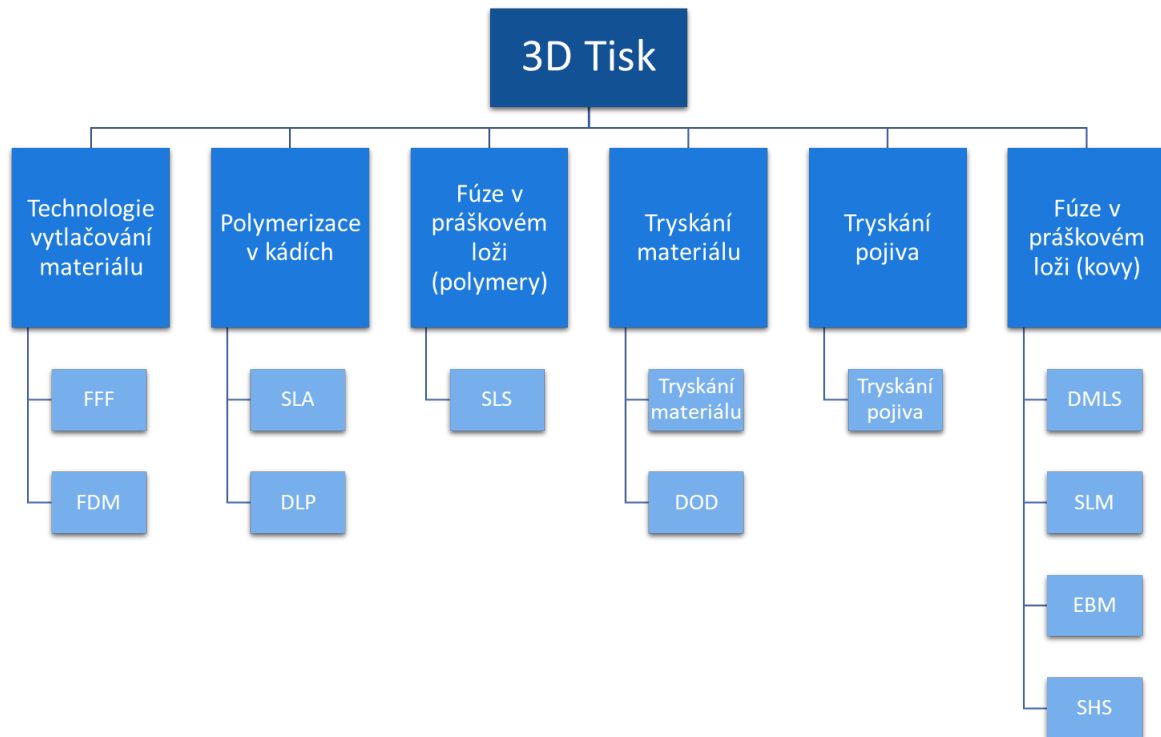 3D Tisk
Technologie
vytlačování
materiálu
FFF
FDM
Polymerizace
v kádích
SLA
DLP
Fúze v
práškovém
loži
(polymery)
SLS
Tryskání
materiálu
Tryskání
materiálu
DOD
Tryskání
pojiva
Tryskání
pojiva
Fúze v
práškovém
loži (kovy)
DMLS
SLM
EBM
SHS